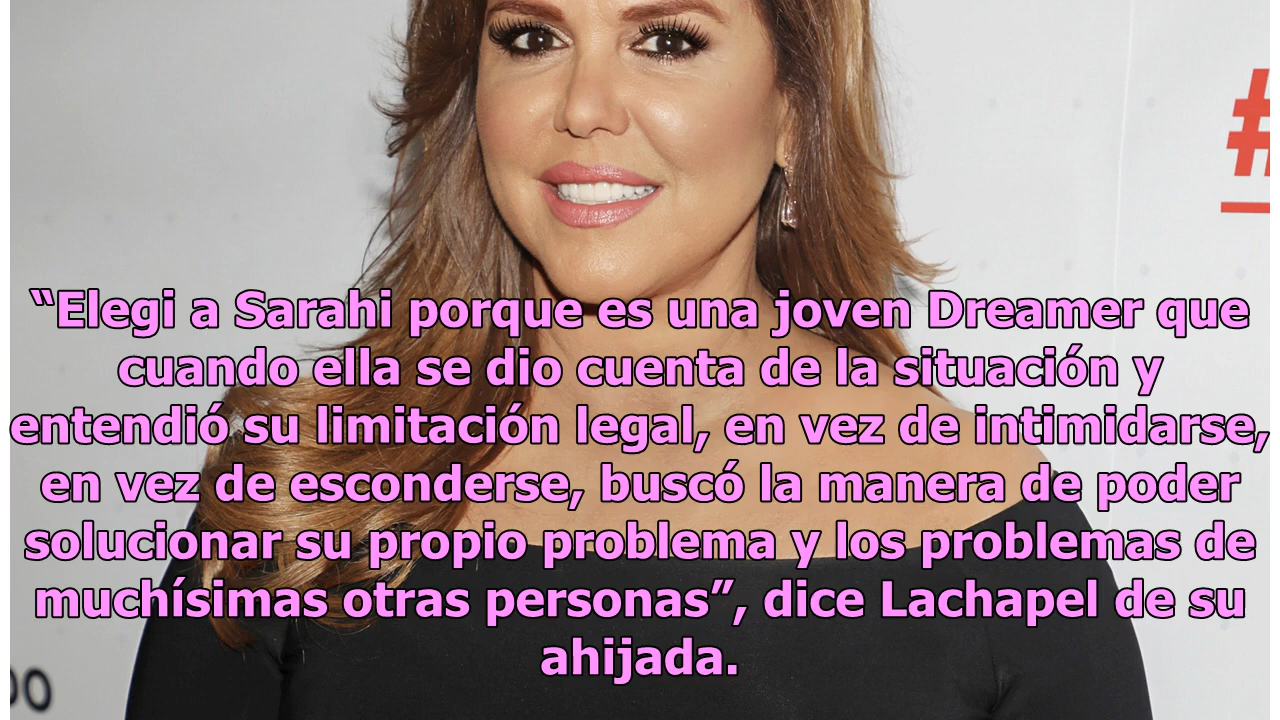 #
“Elegi a Sarahi porque es una joven Dreamer que
cuando ella se dio cuenta de la situación y
entendió su limitación legal, en vez de intimidarse,
en vez de esconderse, buscó la manera de poder
solucionar su propio problema y los problemas de
muchísimas otras personas”, dice Lachapel de su
ahijada.